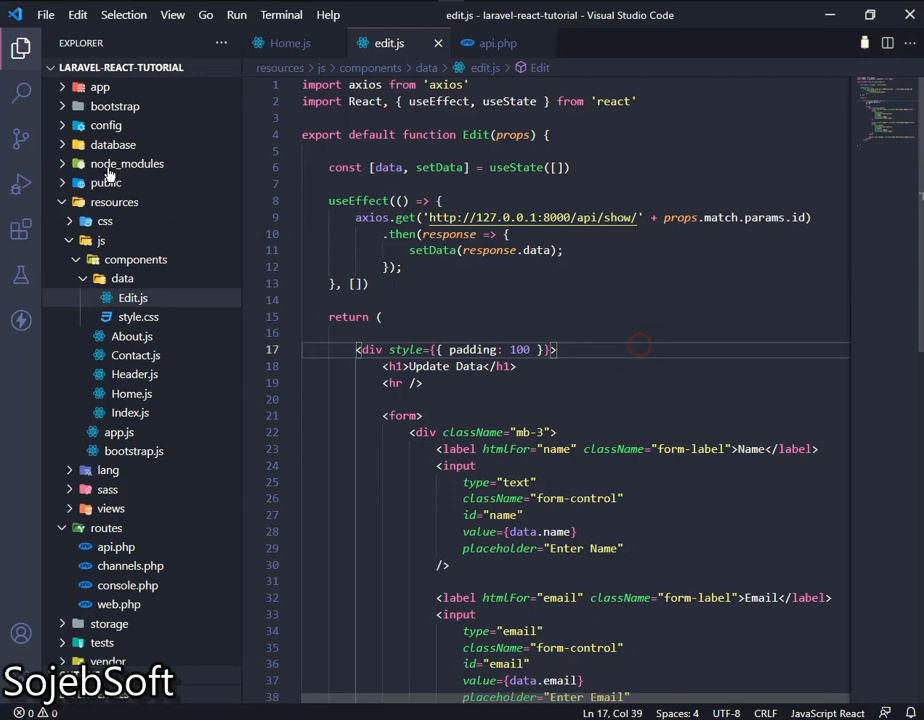 File Edit Selection View Go Run Terminal Help
edit.js - laravel-react-tutorial - Visual Studio Code
EXPLORER
LARAVEL-REACT-TUTORIAL
app
bootstrap
config
database
node_modules
public
resources
css
js
components
data
Edit.js
style.css
About.js
Contact.js
Header.js
Home.js
Index.js
app.js
bootstrap.js
lang
sass
views
routes
api.php
channels.php
console.php
web.php
storage
tests
vendor
SojebSoft
Home.js edit.js api.php
resources > js > components > data > edit.js > Edit
1 import axios from 'axios'
2 import React, { useEffect, useState } from 'react'
3
4 export default function Edit(props) {
5
6 const [data, setData] = useState([])
7
8 useEffect(() => {
9 axios.get('http://127.0.0.1:8000/api/show/' + props.match.params.id)
10 .then(response => {
11 setData(response.data);
12 });
13 }, [])
14
15 return (
16
17 <div style={{ padding: 100 }}>
18 <h1>Update Data</h1>
19 <hr />
20
21 <form>
22 <div className="mb-3">
23 <label htmlFor="name" className="form-label">Name</label>
24 <input
25 type="text"
26 className="form-control"
27 id="name"
28 value={data.name}
29 placeholder="Enter Name"
30 />
31
32 <label htmlFor="email" className="form-label">Email</label>
33 <input
34 type="email"
35 className="form-control"
36 id="email"
37 value={data.email}
38 placeholder="Enter Email"
0 0 Ln 17, Col 39 Spaces: 4 UTF-8 CRLF JavaScript React